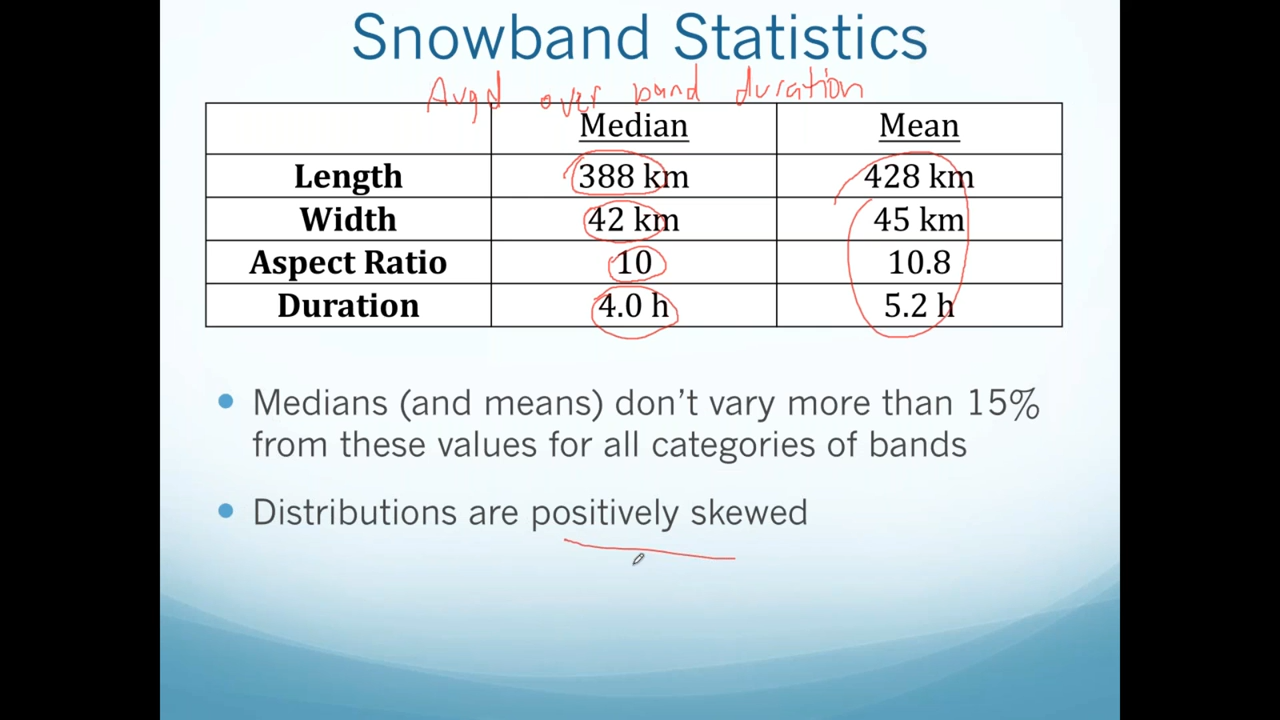 Snowband Statistics
Avgd over band duration
Median Mean
Length 388 km 428 km
Width 42 km 45 km
Aspect Ratio 10 10.8
Duration 4.0 h 5.2 h
• Medians (and means) don’t vary more than 15%
from these values for all categories of bands
• Distributions are positively skewed